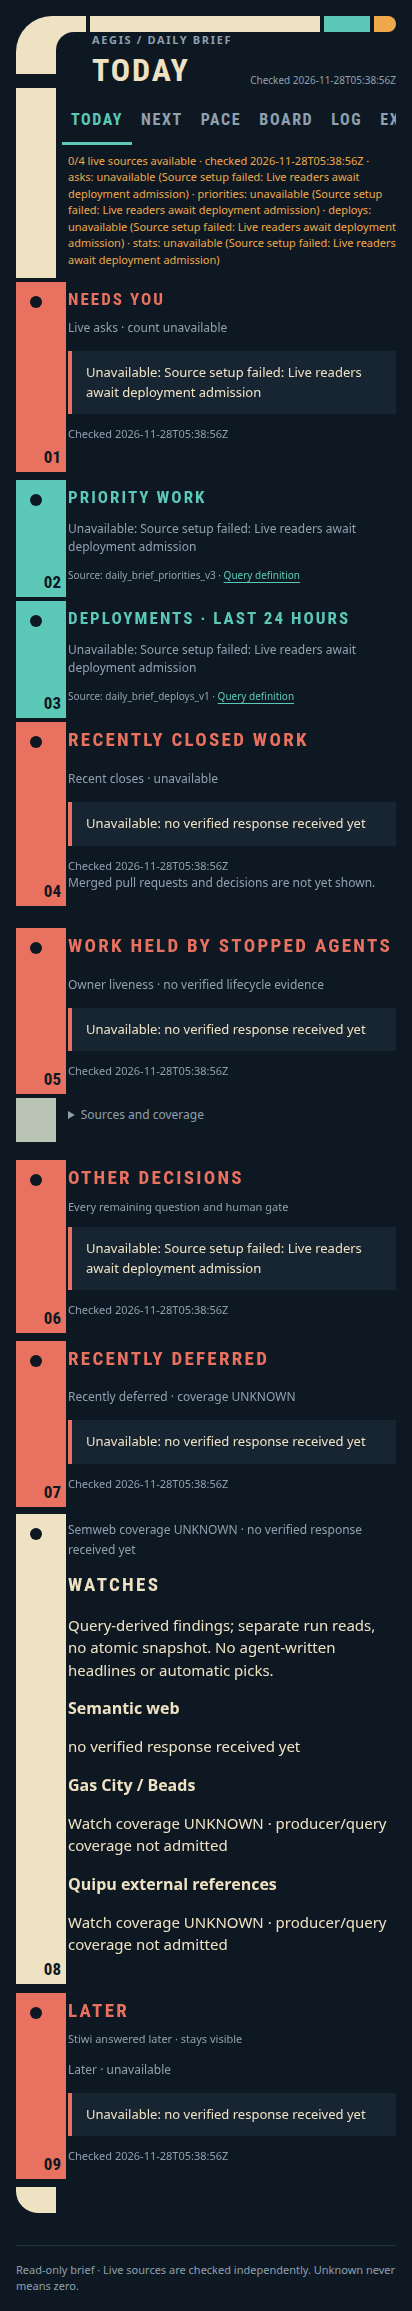 AEGIS / DAILY BRIEF
TODAY
Checked 2026-11-28T05:38:56Z
TODAY NEXT PACE BOARD LOG EX
0/4 live sources available · checked 2026-11-28T05:38:56Z ·
asks: unavailable (Source setup failed: Live readers await
deployment admission) · priorities: unavailable (Source setup
failed: Live readers await deployment admission) · deploys:
unavailable (Source setup failed: Live readers await deployment
admission) · stats: unavailable (Source setup failed: Live readers
await deployment admission)
NEEDS YOU
Live asks · count unavailable
Unavailable: Source setup failed: Live readers
await deployment admission
Checked 2026-11-28T05:38:56Z
01
PRIORITY WORK
Unavailable: Source setup failed: Live readers await
deployment admission
Source: daily_brief_priorities_v3 · Query definition
02
DEPLOYMENTS · LAST 24 HOURS
Unavailable: Source setup failed: Live readers await
deployment admission
Source: daily_brief_deploys_v1 · Query definition
03
RECENTLY CLOSED WORK
Recent closes · unavailable
Unavailable: no verified response received yet
Checked 2026-11-28T05:38:56Z
Merged pull requests and decisions are not yet shown.
04
WORK HELD BY STOPPED AGENTS
Owner liveness · no verified lifecycle evidence
Unavailable: no verified response received yet
Checked 2026-11-28T05:38:56Z
05
▶ Sources and coverage
OTHER DECISIONS
Every remaining question and human gate
Unavailable: Source setup failed: Live readers
await deployment admission
Checked 2026-11-28T05:38:56Z
06
RECENTLY DEFERRED
Recently deferred · coverage UNKNOWN
Unavailable: no verified response received yet
Checked 2026-11-28T05:38:56Z
07
Semweb coverage UNKNOWN · no verified response
received yet
WATCHES
Query-derived findings; separate run reads,
no atomic snapshot. No agent-written
headlines or automatic picks.
Semantic web
no verified response received yet
Gas City / Beads
Watch coverage UNKNOWN · producer/query
coverage not admitted
Quipu external references
Watch coverage UNKNOWN · producer/query
coverage not admitted
08
LATER
Stiwi answered later · stays visible
Later · unavailable
Unavailable: no verified response received yet
Checked 2026-11-28T05:38:56Z
09
Read-only brief · Live sources are checked independently. Unknown never
means zero.